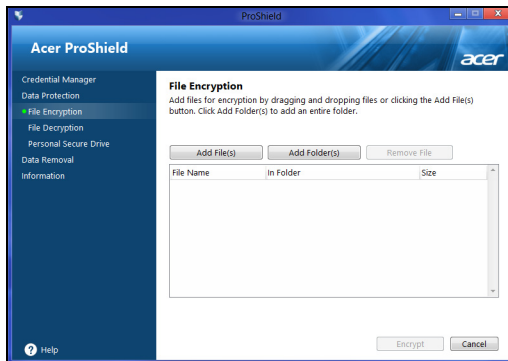 ProShield
Acer ProShield
acer
Credential Manager
Data Protection
File Encryption
File Decryption
Personal Secure Drive
Data Removal
Information
Help
File Encryption
Add files for encryption by dragging and dropping files or clicking the Add File(s)
button. Click Add Folder(s) to add an entire folder.
Add File(s)
Add Folder(s)
Remove File
File Name
In Folder
Size
Encrypt
Cancel